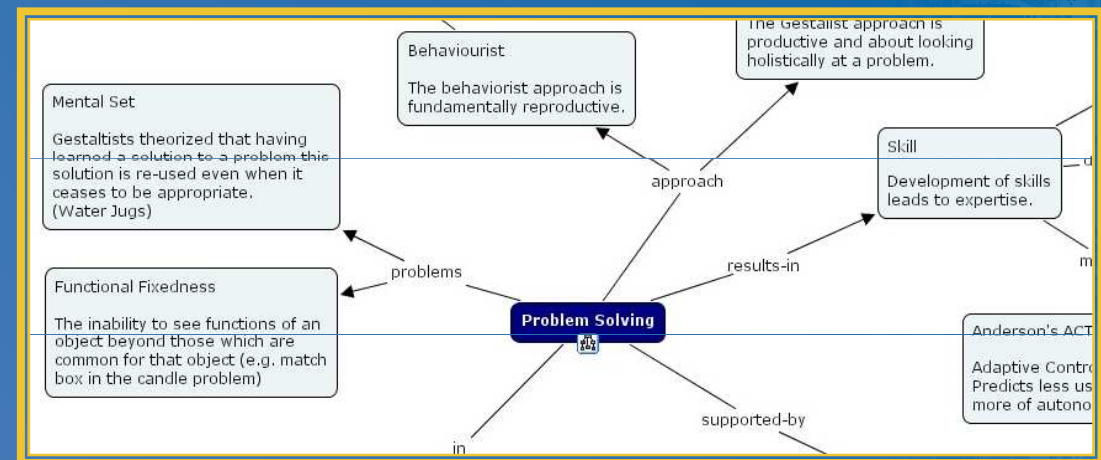 Behaviourist
The behaviorist approach is
fundamentally reproductive.
The Gestalist approach is
productive and about looking
holistically at a problem.
Mental Set
Gestaltists theorized that having
learned a solution to a problem this
solution is re-used even when it
ceases to be appropriate.
(Water Jugs)
Skill
Development of skills
leads to expertise.
approach
problems
results-in
Functional Fixedness
The inability to see functions of an
object beyond those which are
common for that object (e.g. match
box in the candle problem)
Problem Solving
Anderson's ACT
Adaptive Contro
Predicts less us
more of autono
supported-by
in
d
m